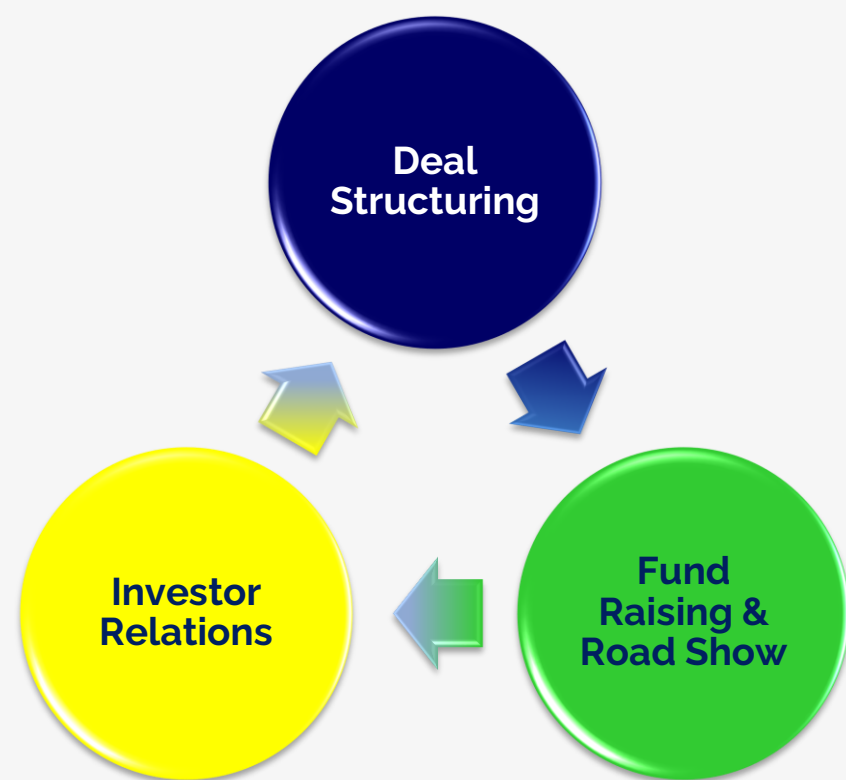 Deal
Structuring
Investor
Relations
Fund
Raising &
Road Show